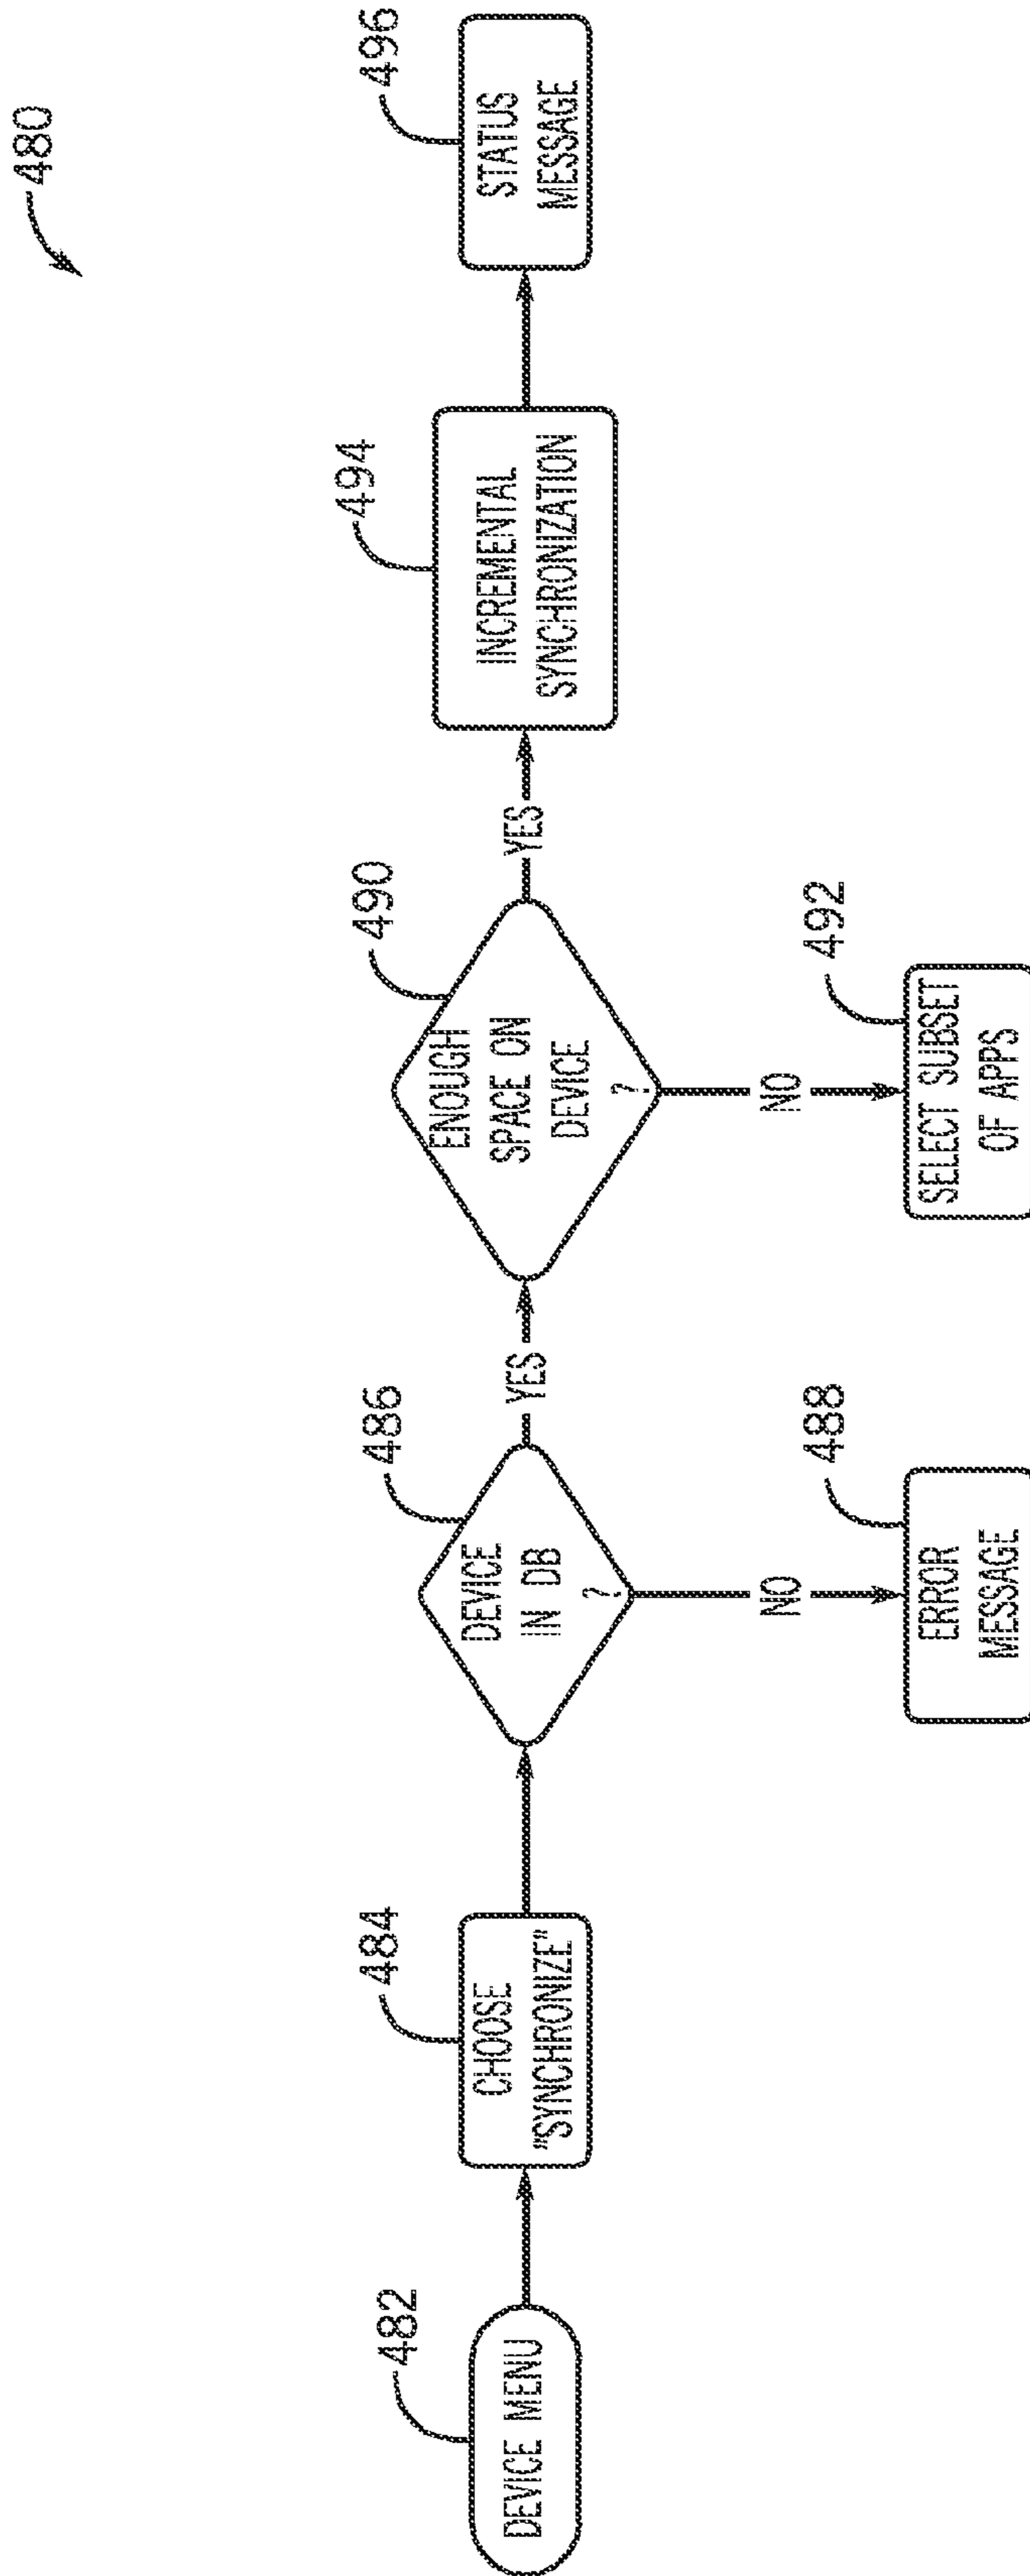 480
482
DEVICE MENU
484
CHOOSE
"SYNCHRONIZE"
486
DEVICE
IN DB
?
YES
NO
488
ERROR
MESSAGE
490
ENOUGH
SPACE ON
DEVICE
?
YES
NO
492
SELECT SUBSET
OF APPS
494
INCREMENTAL
SYNCHRONIZATION
496
STATUS
MESSAGE